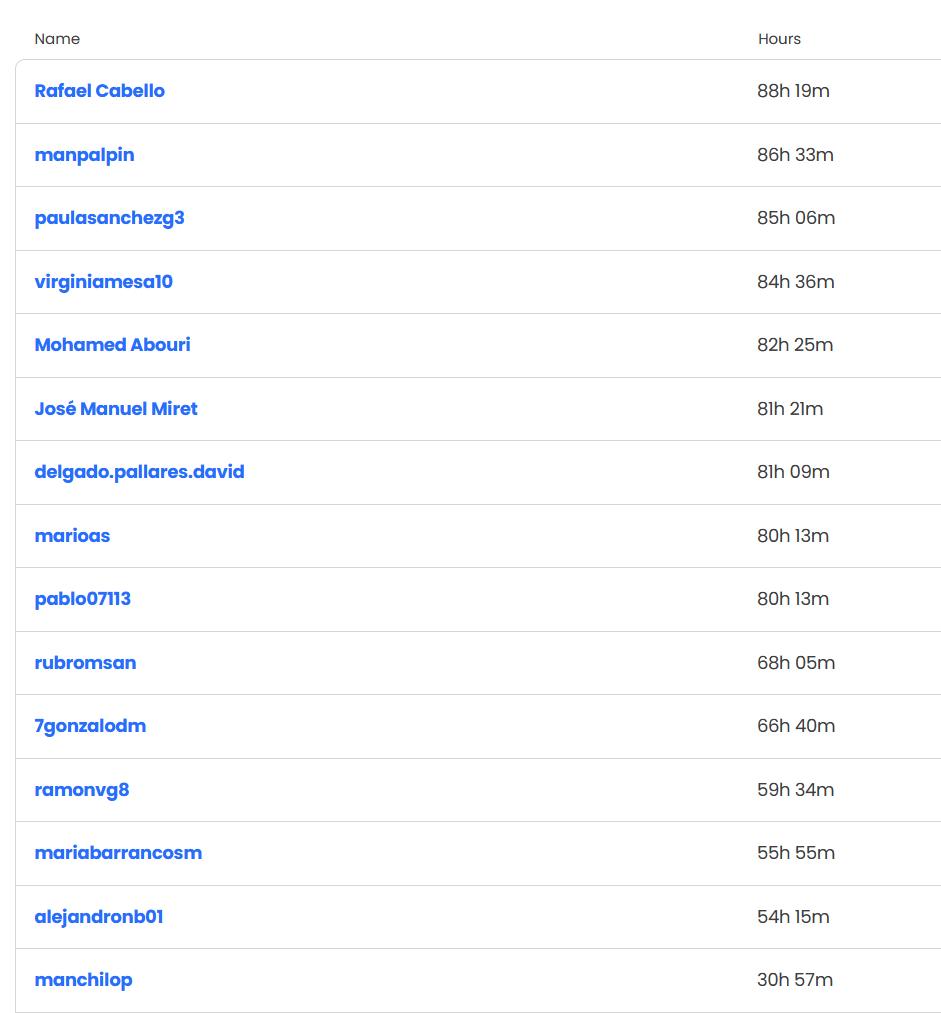 Name Hours
Rafael Cabello 88h 19m
manpalpin 86h 33m
paulasanchezg3 85h 06m
virginiamesa10 84h 36m
Mohamed Abouri 82h 25m
José Manuel Miret 81h 21m
delgado.pallares.david 81h 09m
marioas 80h 13m
pablo07113 80h 13m
rubromsan 68h 05m
7gonzalodm 66h 40m
ramonvg8 59h 34m
mariabarrancosm 55h 55m
alejandronb01 54h 15m
manchilop 30h 57m